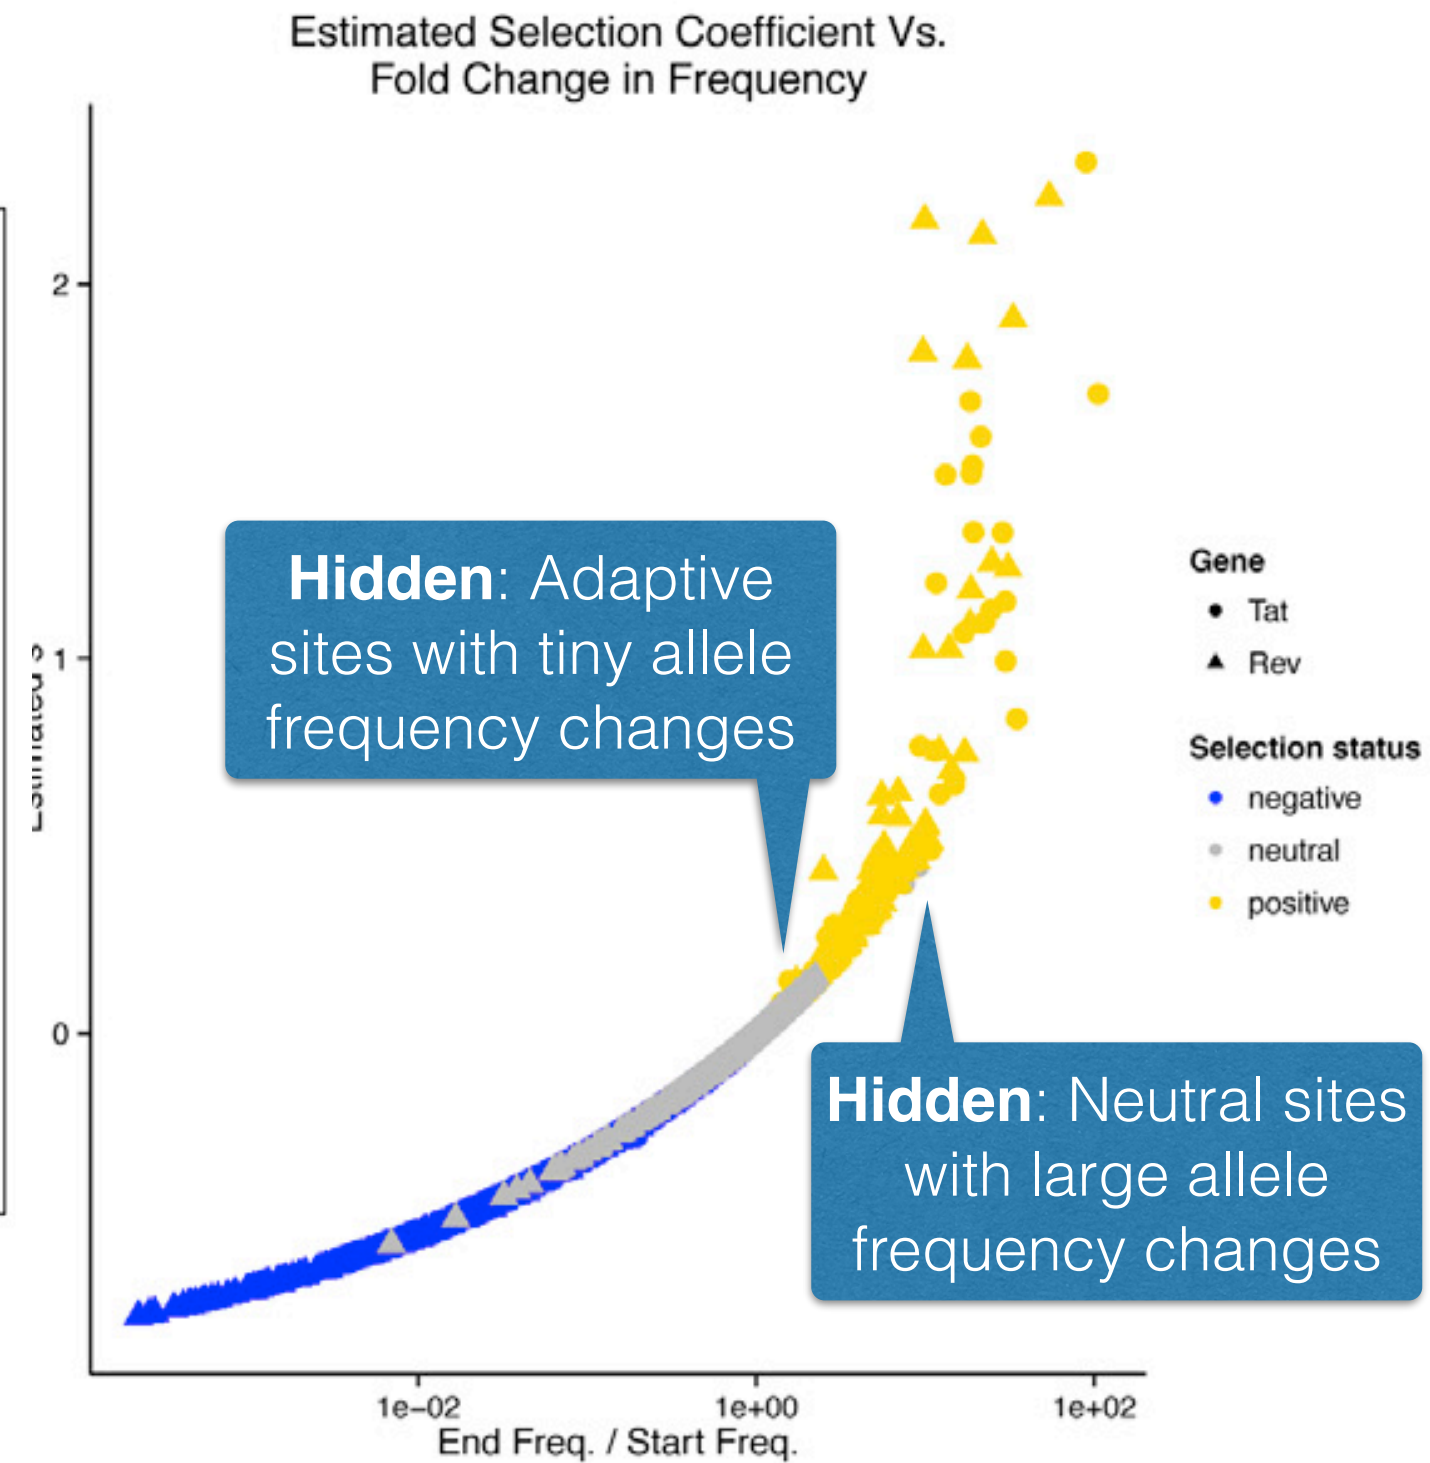 Estimated Selection Coefficient Vs.
Fold Change in Frequency
2
1
0
Hidden: Adaptive
sites with tiny allele
frequency changes
Hidden: Neutral sites
with large allele
frequency changes
Gene
Tat
Rev
Selection status
negative
neutral
positive
1e−02
1e+00
1e+02
End Freq. / Start Freq.